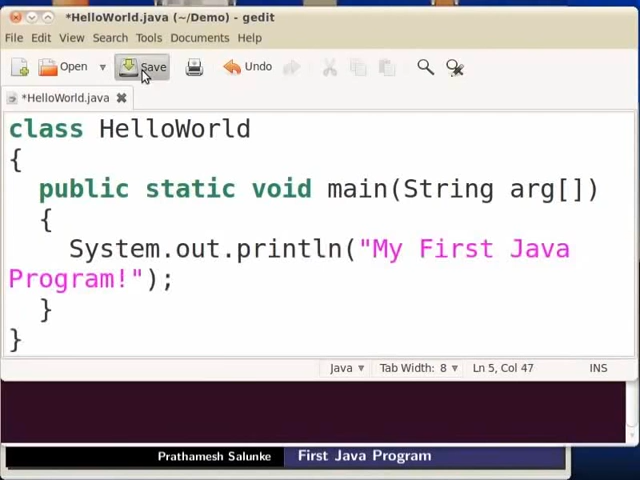 *HelloWorld.java (~/Demo) - gedit
File Edit View Search Tools Documents Help
Open Save Undo
*HelloWorld.java
class HelloWorld
{
public static void main(String arg[])
{
System.out.println("My First Java
Program!");
}
}
Java Tab Width: 8 Ln 5, Col 47 INS
Prathamesh Salunke First Java Program